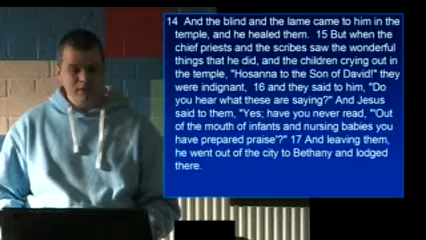 14  And the blind and the lame came to him in the
temple, and he healed them.  15 But when the
chief priests and the scribes saw the wonderful
things that he did, and the children crying out in
the temple, "Hosanna to the Son of David!" they
were indignant,  16 and they said to him, "Do
you hear what these are saying?" And Jesus
said to them, "Yes; have you never read, "'Out
of the mouth of infants and nursing babies you
have prepared praise'?" 17 And leaving them,
he went out of the city to Bethany and lodged
there.